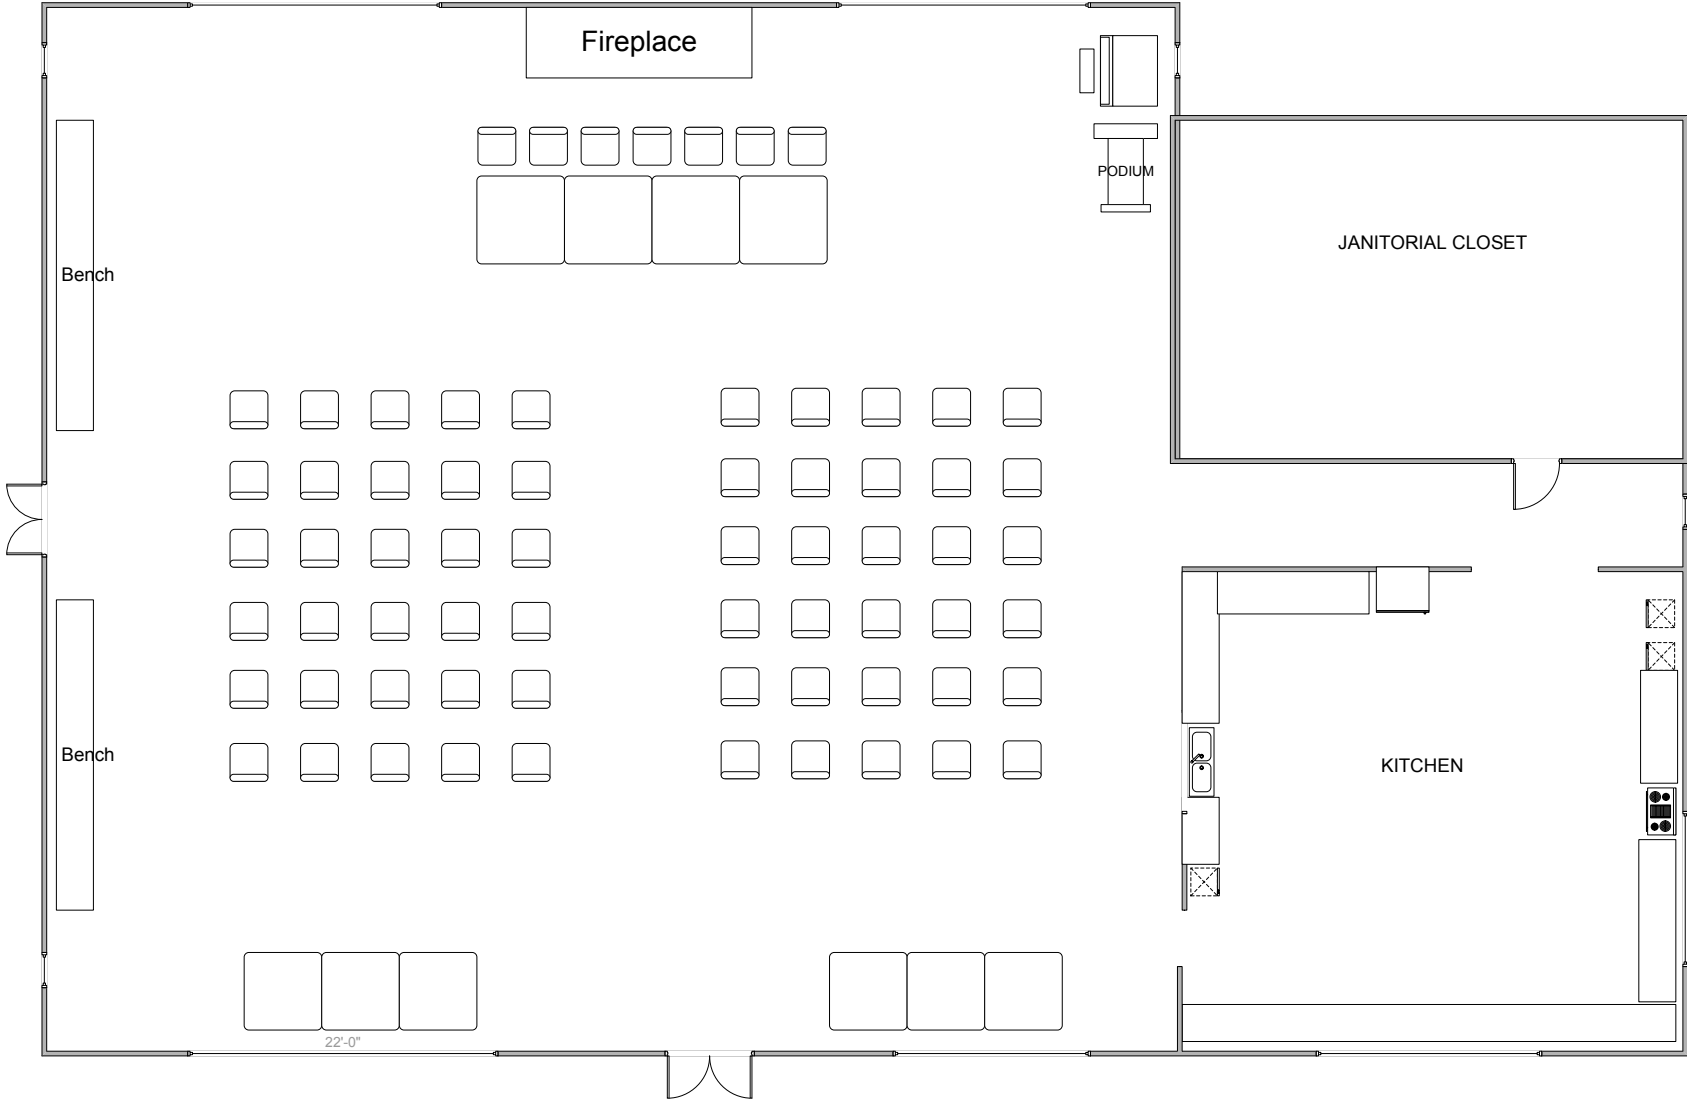 Fireplace
PODIUM
JANITORIAL CLOSET
Bench
Bench
KITCHEN
22'-0"